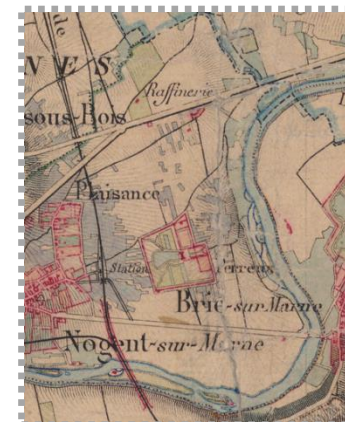 NES
Raffinerie
sous-Bois
Plaisance
Station
Perreux
Brie-sur Marne
Nogent-sur-Marne